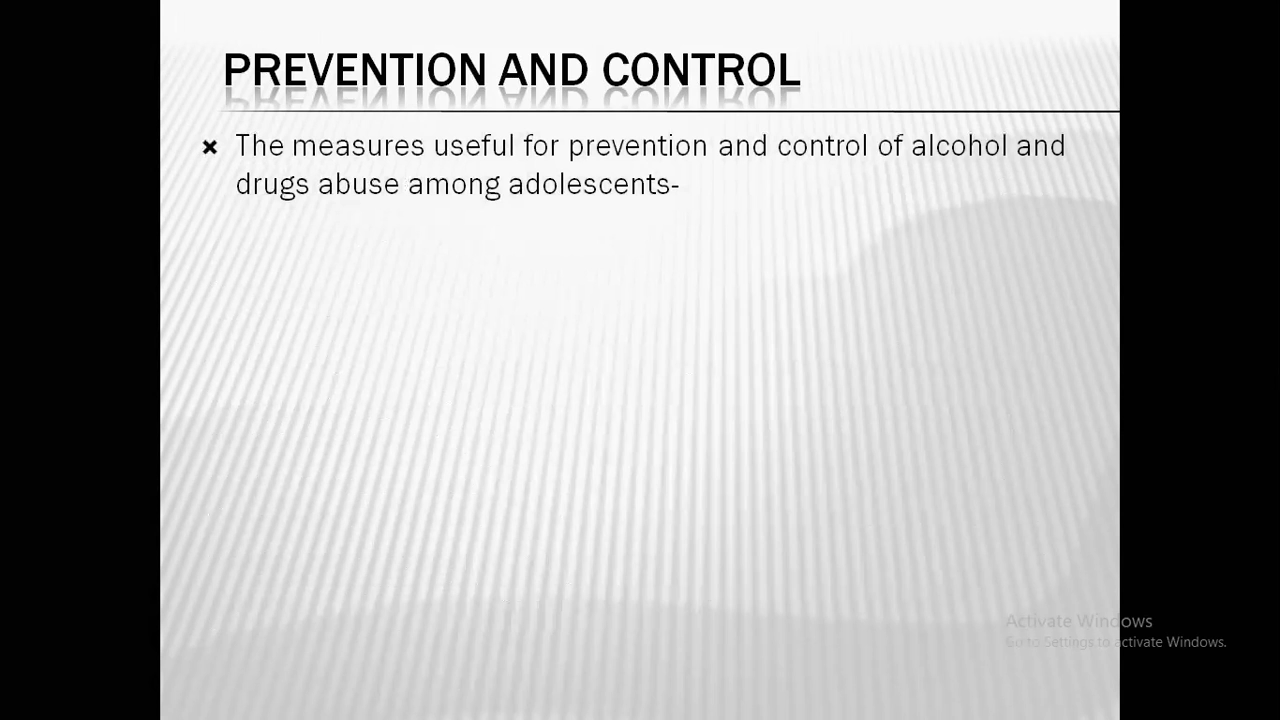 PREVENTION AND CONTROL
The measures useful for prevention and control of alcohol and
drugs abuse among adolescents-
Activate Windows
Go to Settings to activate Windows.